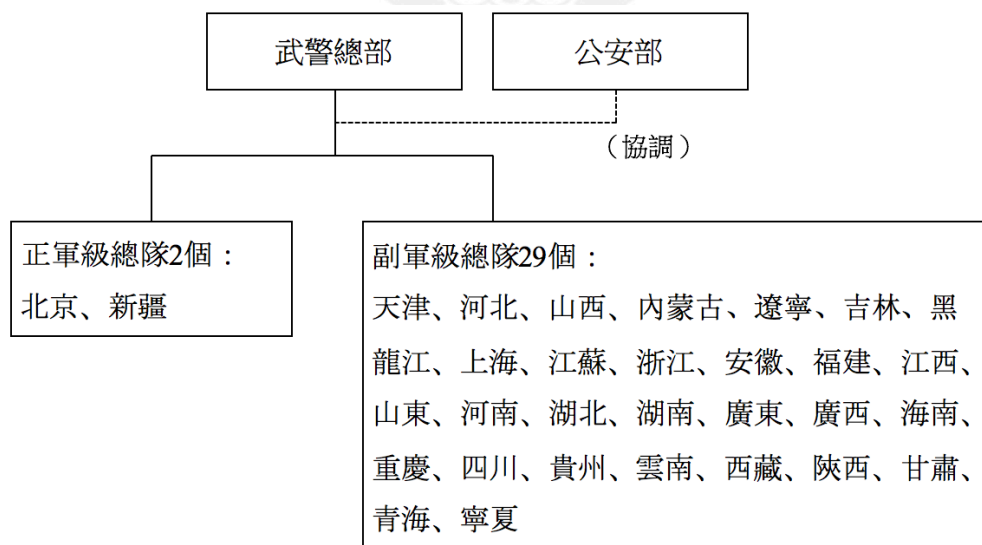 武警總部
公安部
（協調）
正軍級總隊2個：
北京、新疆
副軍級總隊29個：
天津、河北、山西、內蒙古、遼寧、吉林、黑
龍江、上海、江蘇、浙江、安徽、福建、江西、
山東、河南、湖北、湖南、廣東、廣西、海南、
重慶、四川、貴州、雲南、西藏、陝西、甘肅、
青海、寧夏